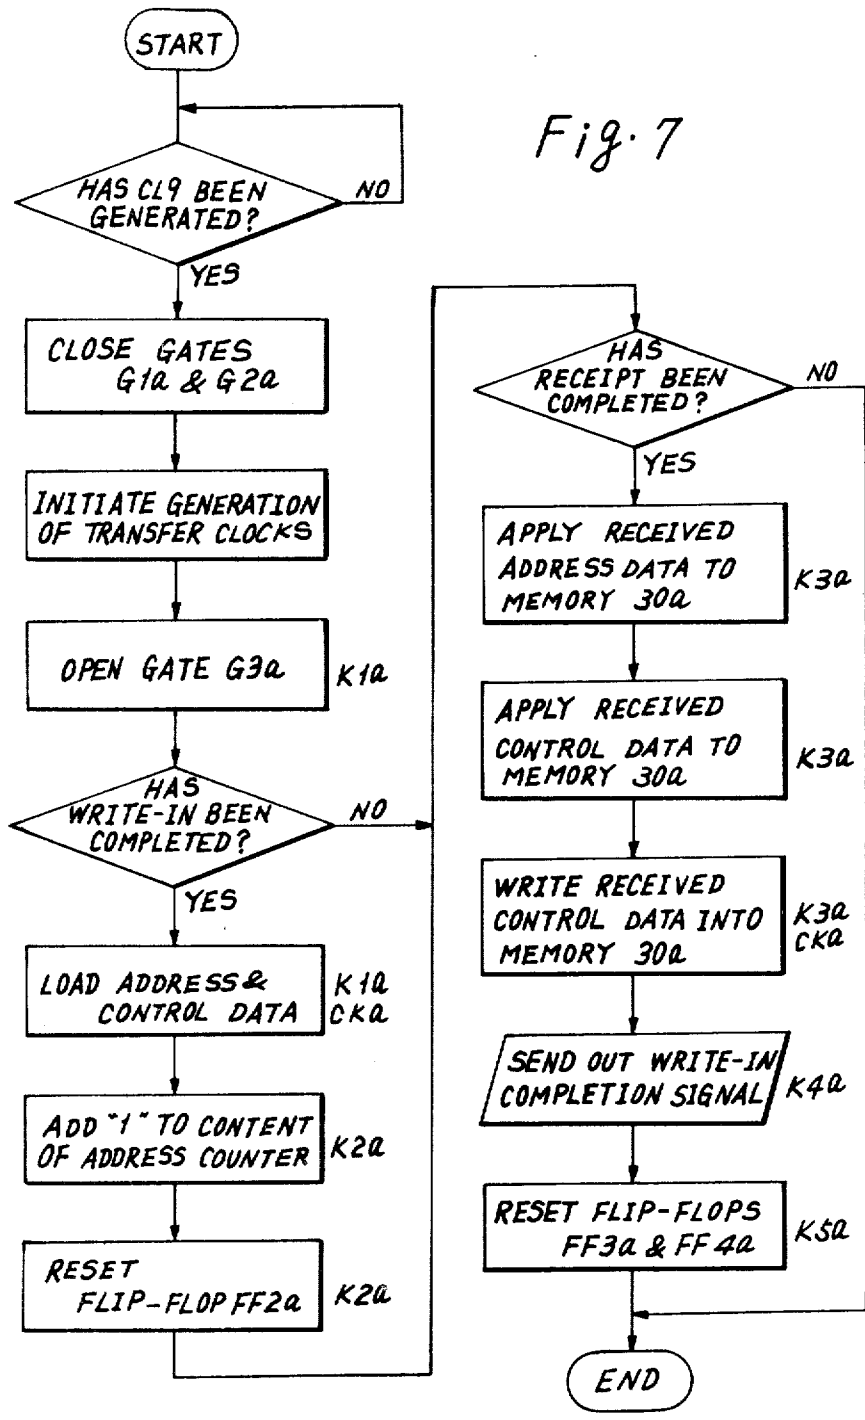 START
Fig. 7
HAS CL9 BEEN
GENERATED?
NO
YES
CLOSE GATES
G1a & G2a
INITIATE GENERATION
OF TRANSFER CLOCKS
OPEN GATE G3a
K1a
HAS
WRITE-IN BEEN
COMPLETED?
NO
YES
LOAD ADDRESS &
CONTROL DATA
K1a
CKa
ADD "1" TO CONTENT
OF ADDRESS COUNTER
K2a
RESET
FLIP-FLOP FF2a
K2a
HAS
RECEIPT BEEN
COMPLETED?
NO
YES
APPLY RECEIVED
ADDRESS DATA TO
MEMORY 30a
K3a
APPLY RECEIVED
CONTROL DATA TO
MEMORY 30a
K3a
WRITE RECEIVED
CONTROL DATA INTO
MEMORY 30a
K3a
CKa
SEND OUT WRITE-IN
COMPLETION SIGNAL
K4a
RESET FLIP-FLOPS
FF3a & FF4a
K5a
END